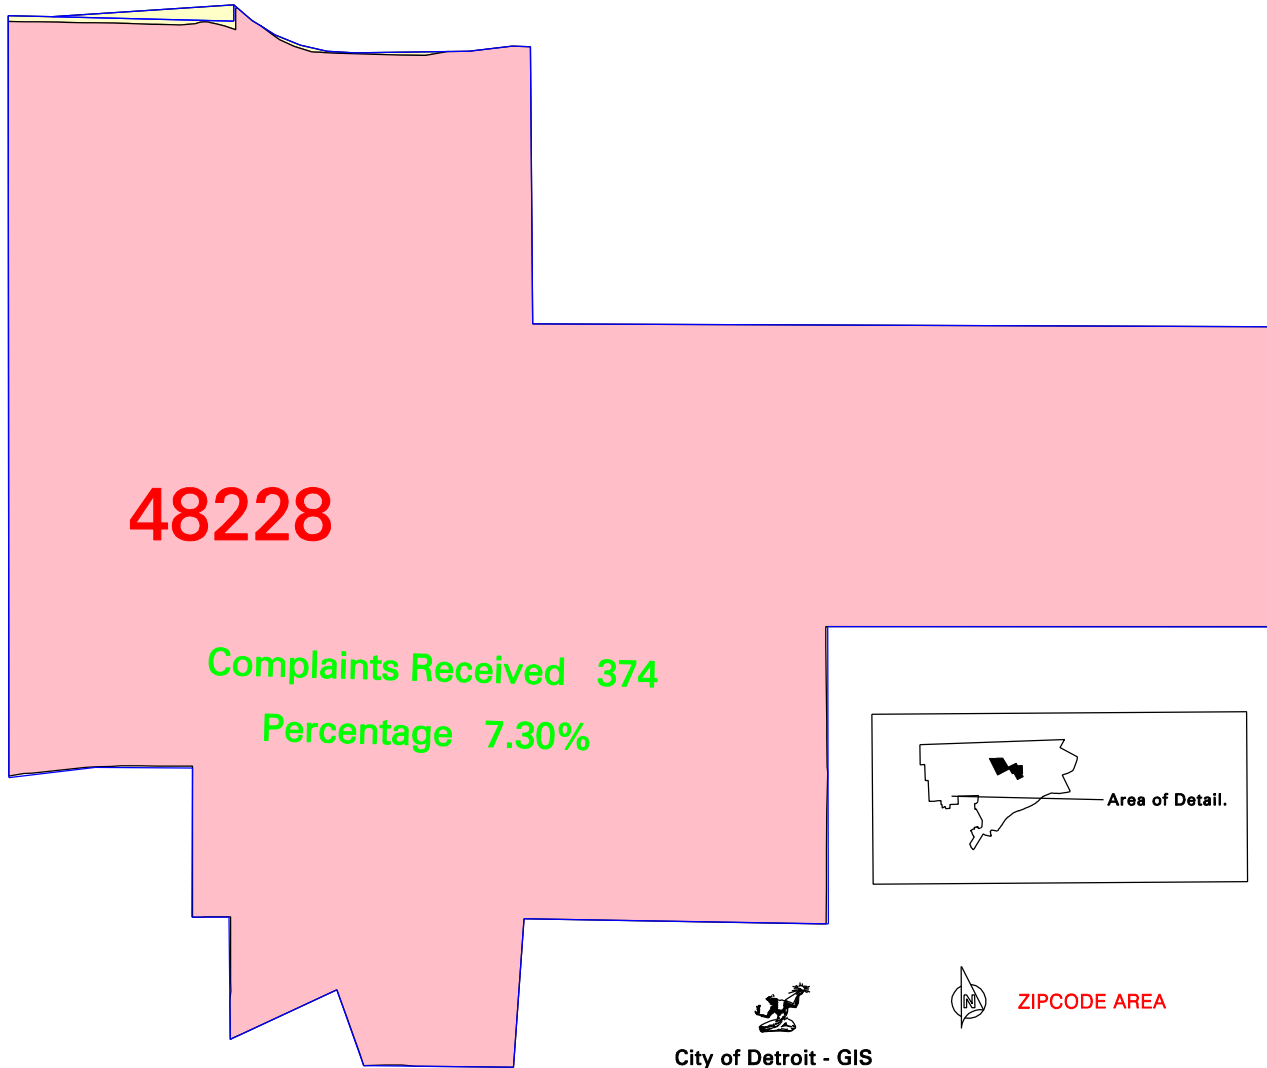 48228
Complaints Received 374
Percentage 7.30%
Area of Detail.
N
ZIPCODE AREA
City of Detroit - GIS